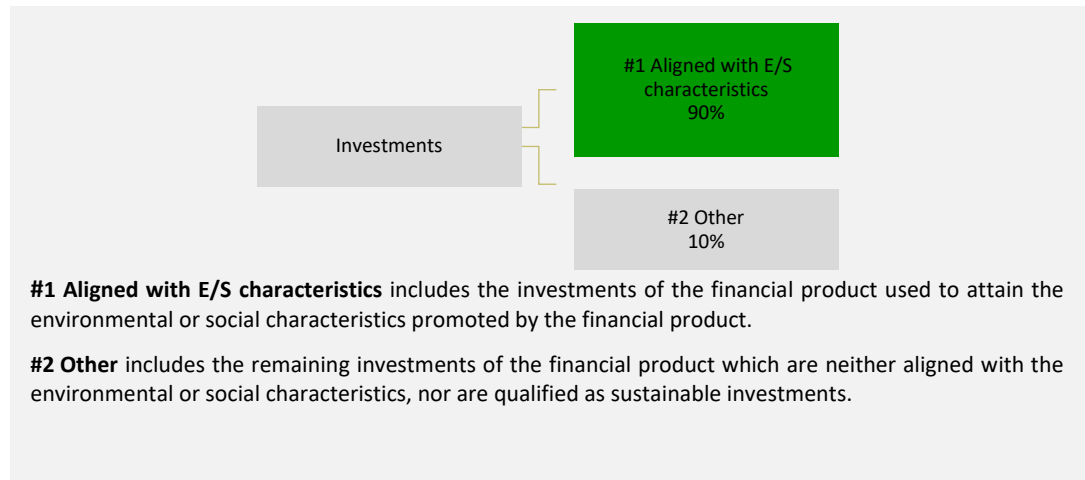 #1 Aligned with E/S
characteristics
90%
Investments
#2 Other
10%
#1 Aligned with E/S characteristics includes the investments of the financial product used to attain the
environmental or social characteristics promoted by the financial product.
#2 Other includes the remaining investments of the financial product which are neither aligned with the
environmental or social characteristics, nor are qualified as sustainable investments.